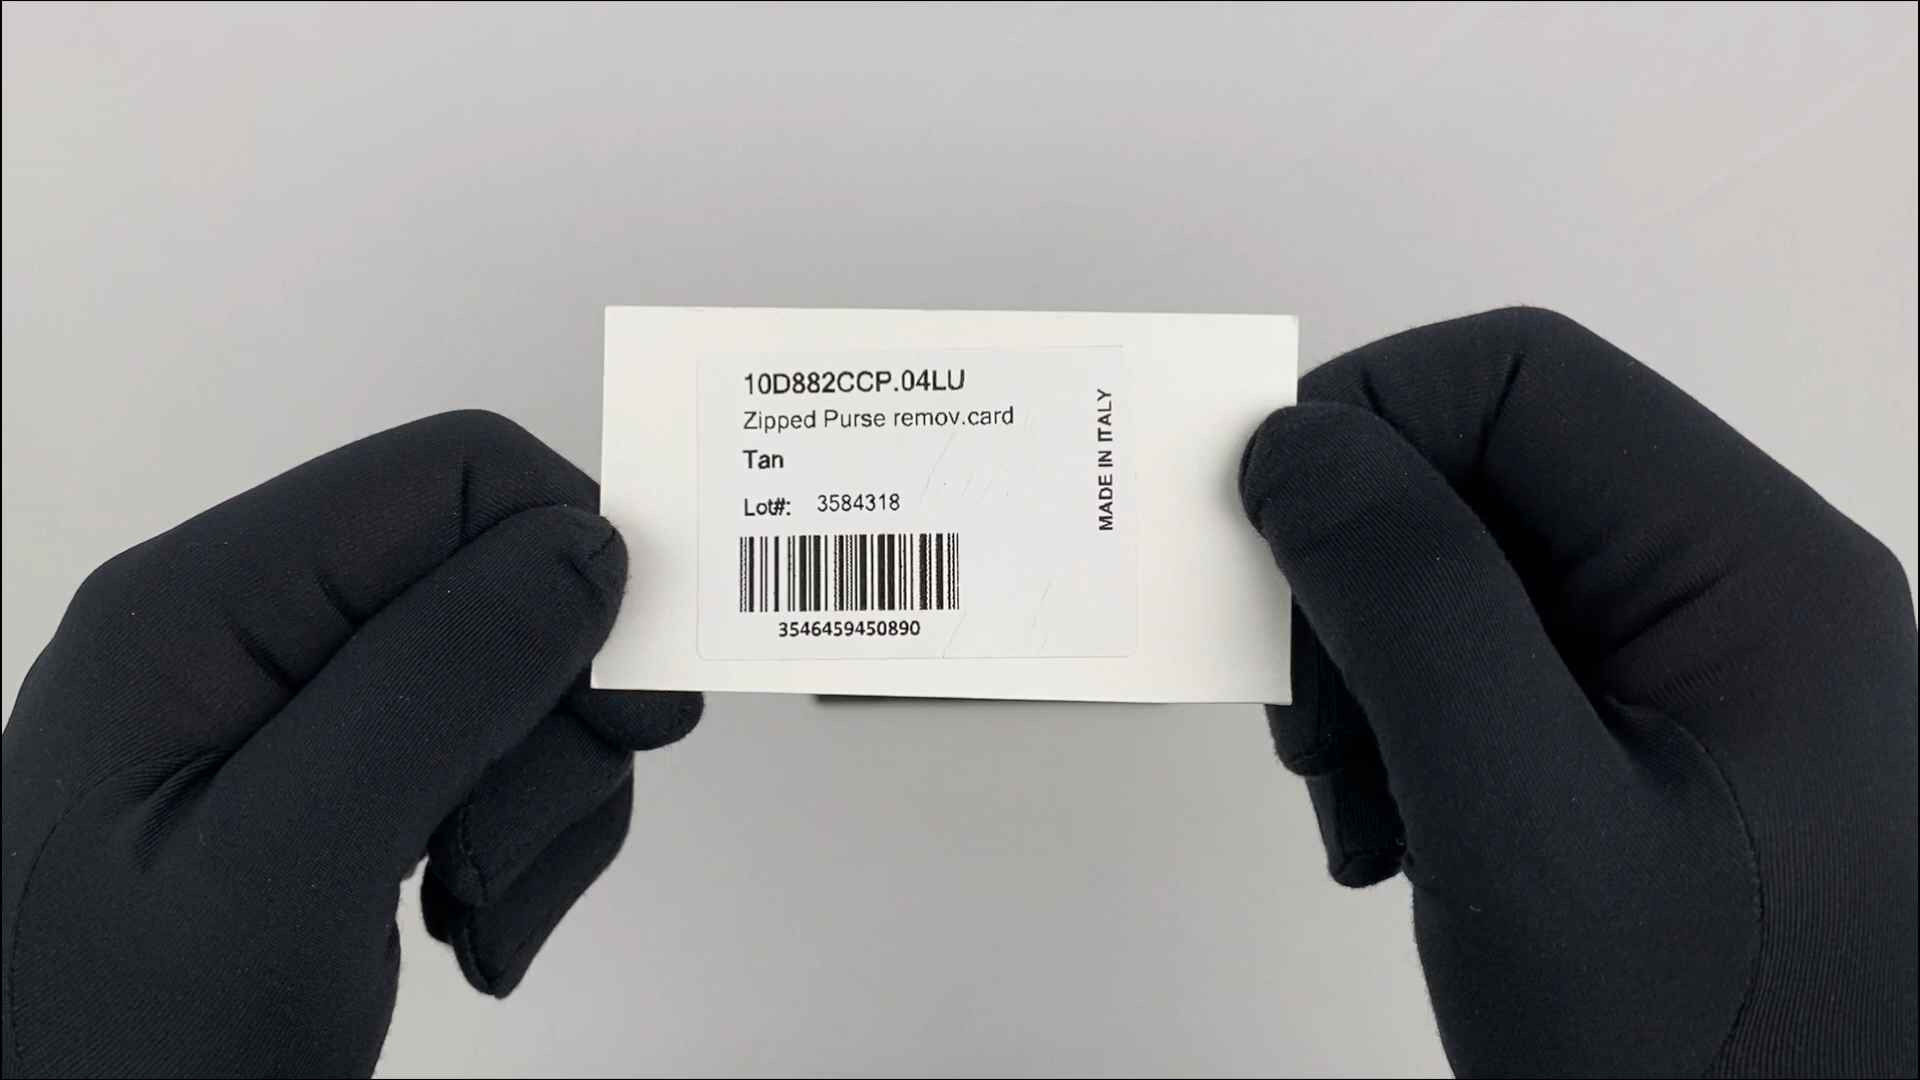 10D882CCP.04LU
Zipped Purse remov.card
Tan
Lot#: 3584318
3546459450890
MADE IN ITALY